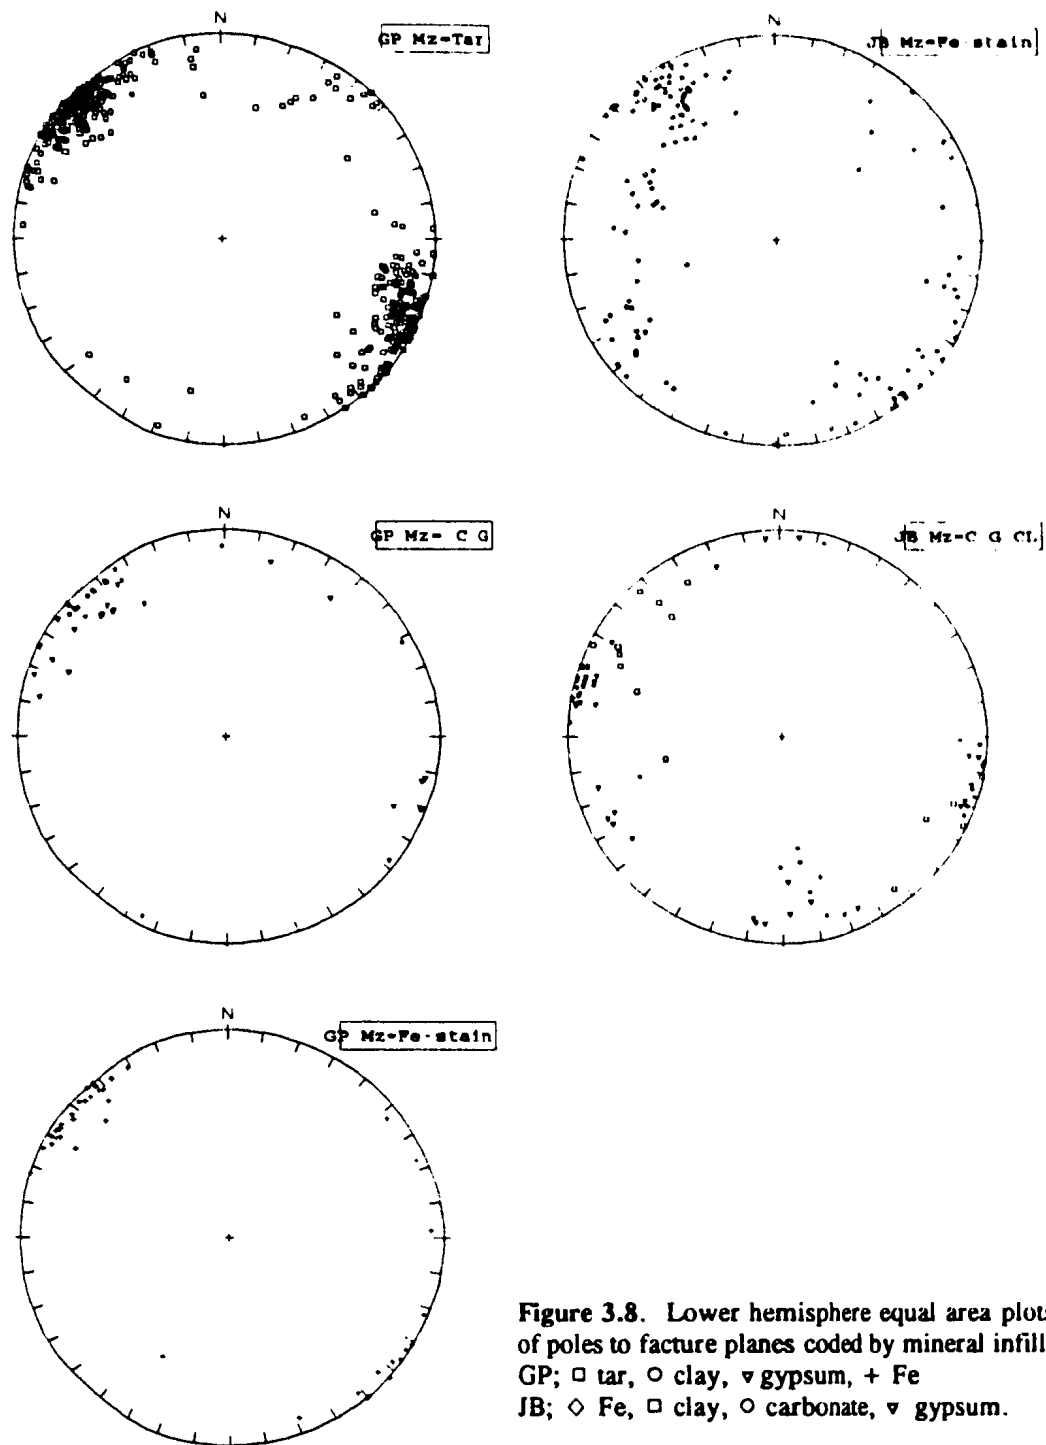 N
GP Mz-Tar
N
JB Mz-Fe-stain
N
GP Mz- C G
N
JB Mz-C G CL
N
GP Mz-Fe-stain
Figure 3.8. Lower hemisphere equal area plots
of poles to facture planes coded by mineral infill
GP; □ tar, ○ clay, ▿ gypsum, + Fe
JB; ◇ Fe, □ clay, ○ carbonate, ▿ gypsum.